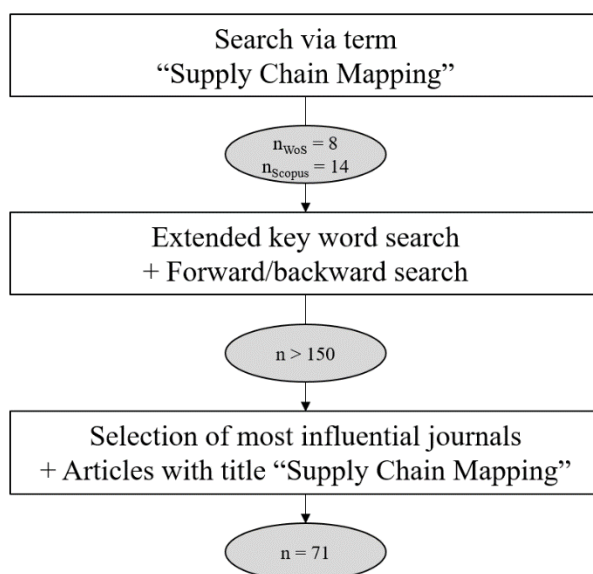 Search via term
“Supply Chain Mapping”
nWoS = 8
nScopus = 14
Extended key word search
+ Forward/backward search
n > 150
Selection of most influential journals
+ Articles with title “Supply Chain Mapping”
n = 71